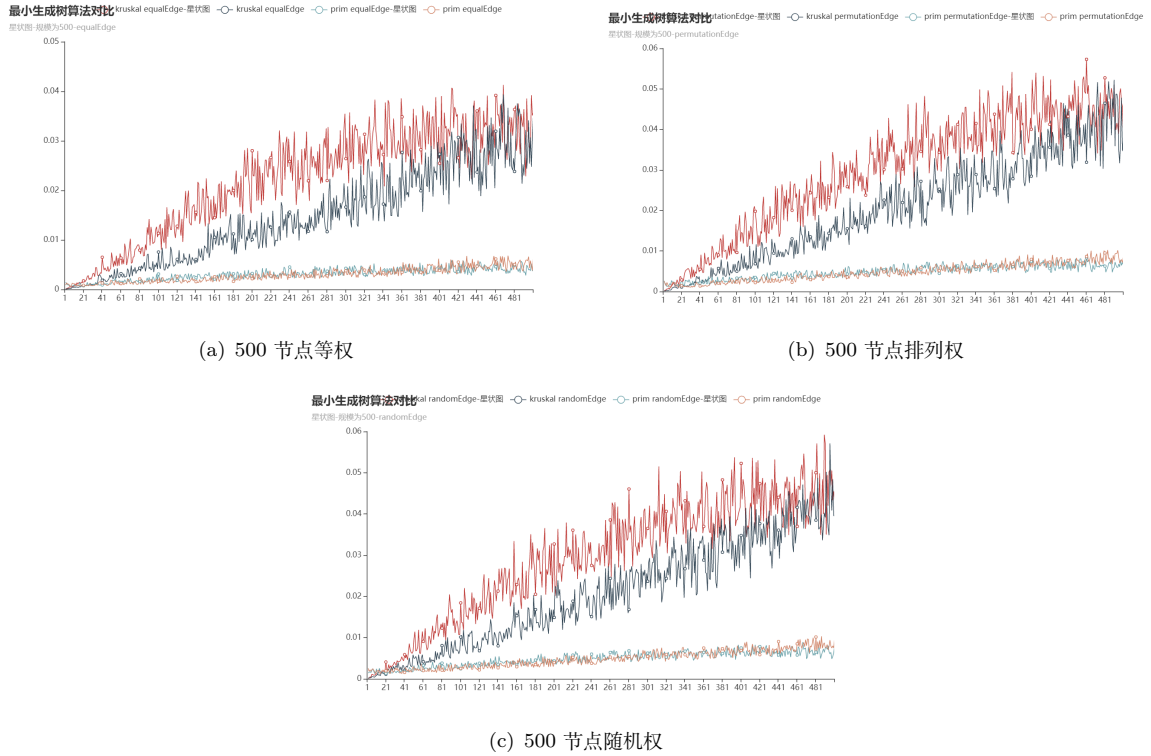 最小生成树算法对比 kruskal equalEdge-星状图 kruskal equalEdge prim equalEdge-星状图 prim equalEdge
星状图-规模为500-equalEdge
0.05
0.04
0.03
0.02
0.01
0
1 21 41 61 81 101 121 141 161 181 201 221 241 261 281 301 321 341 361 381 401 421 441 461 481
(a) 500 节点等权
最小生成树算法对比 permutationEdge-星状图 kruskal permutationEdge prim permutationEdge-星状图 prim permutationEdge
星状图-规模为500-permutationEdge
0.06
0.05
0.04
0.03
0.02
0.01
0
1 21 41 61 81 101 121 141 161 181 201 221 241 261 281 301 321 341 361 381 401 421 441 461 481
(b) 500 节点排列权
最小生成树算法对比 kruskal randomEdge-星状图 kruskal randomEdge prim randomEdge-星状图 prim randomEdge
星状图-规模为500-randomEdge
0.06
0.05
0.04
0.03
0.02
0.01
0
1 21 41 61 81 101 121 141 161 181 201 221 241 261 281 301 321 341 361 381 401 421 441 461 481
(c) 500 节点随机权